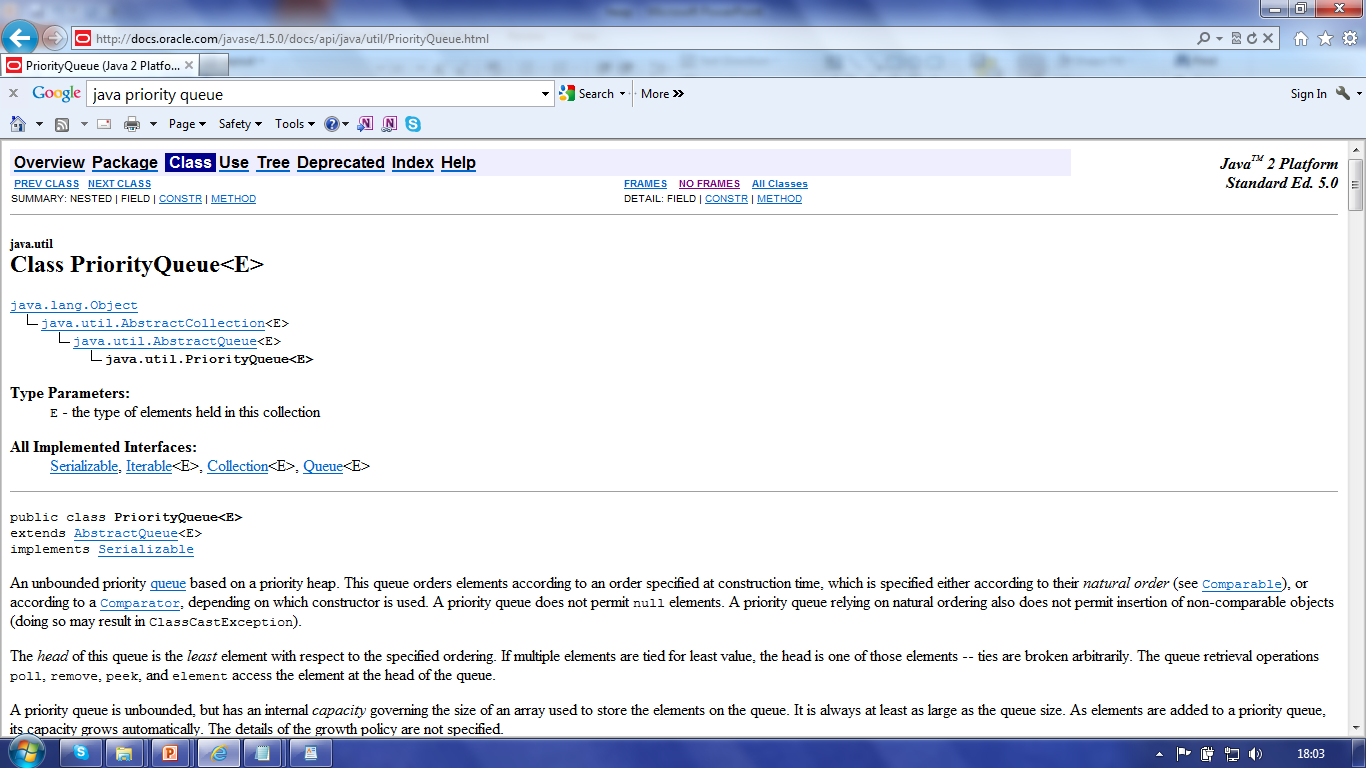 http://docs.oracle.com/javase/1.5.0/docs/api/java/util/PriorityQueue.html
PriorityQueue (Java 2 Platfo...
Google java priority queue Search More »
Sign In
Page Safety Tools
Overview Package Class Use Tree Deprecated Index Help
Java™ 2 Platform
Standard Ed. 5.0
PREV CLASS NEXT CLASS
FRAMES NO FRAMES All Classes
SUMMARY: NESTED | FIELD | CONSTR | METHOD
DETAIL: FIELD | CONSTR | METHOD
java.util
Class PriorityQueue<E>
java.lang.Object
java.util.AbstractCollection<E>
java.util.AbstractQueue<E>
java.util.PriorityQueue<E>
Type Parameters:
E - the type of elements held in this collection
All Implemented Interfaces:
Serializable, Iterable<E>, Collection<E>, Queue<E>
public class PriorityQueue<E>
extends AbstractQueue<E>
implements Serializable
An unbounded priority queue based on a priority heap. This queue orders elements according to an order specified at construction time, which is specified either according to their natural order (see Comparable), or
according to a Comparator, depending on which constructor is used. A priority queue does not permit null elements. A priority queue relying on natural ordering also does not permit insertion of non-comparable objects
(doing so may result in ClassCastException).
The head of this queue is the least element with respect to the specified ordering. If multiple elements are tied for least value, the head is one of those elements -- ties are broken arbitrarily. The queue retrieval operations
poll, remove, peek, and element access the element at the head of the queue.
A priority queue is unbounded, but has an internal capacity governing the size of an array used to store the elements on the queue. It is always at least as large as the queue size. As elements are added to a priority queue,
its capacity grows automatically. The details of the growth policy are not specified.
18:03